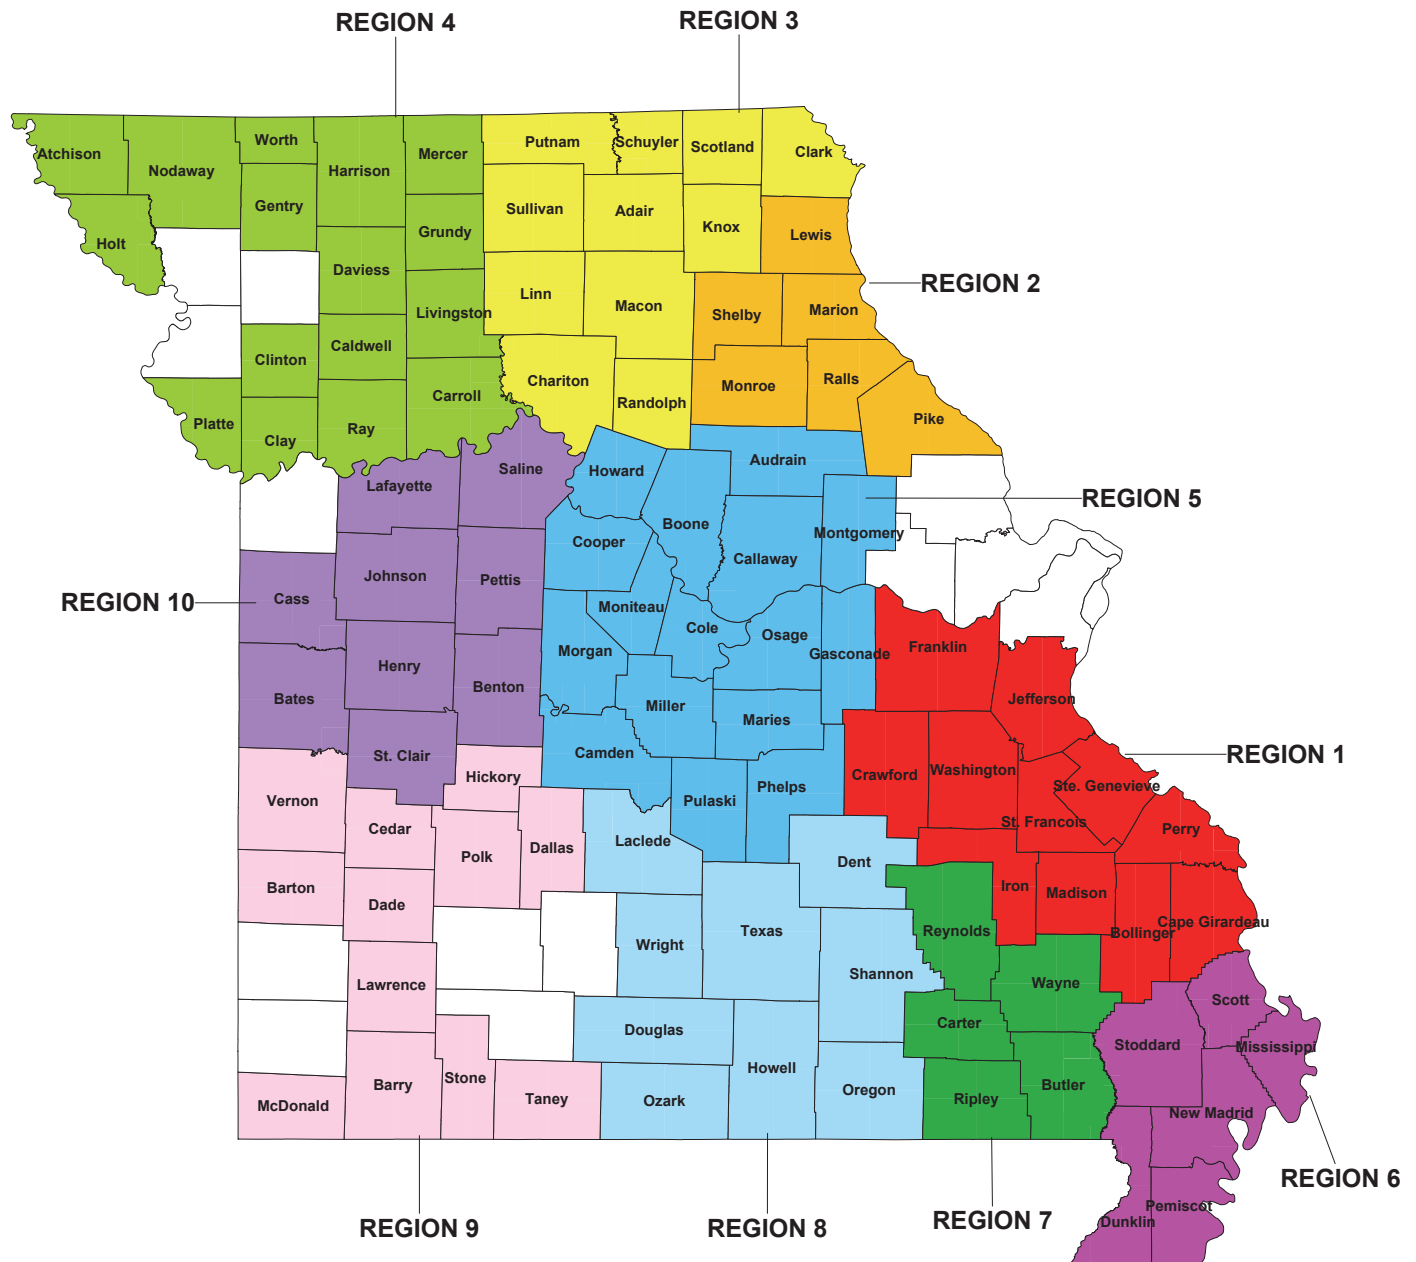 REGION 4
REGION 3
Atchison
Nodaway
Worth
Harrison
Mercer
Putnam
Schuyler
Scotland
Clark
Holt
Gentry
Grundy
Sullivan
Adair
Knox
Lewis
Daviess
Livingston
Linn
Macon
Shelby
Marion
REGION 2
Clinton
Caldwell
Carroll
Chariton
Randolph
Monroe
Ralls
Pike
Platte
Clay
Ray
Lafayette
Saline
Howard
Boone
Audrain
Montgomery
REGION 5
Cooper
Callaway
Johnson
Pettis
REGION 10
Cass
Moniteau
Cole
Osage
Gasconade
Franklin
Bates
Henry
Benton
Morgan
Miller
Maries
Jefferson
St. Clair
Hickory
Camden
Pulaski
Phelps
Crawford
Washington
Ste. Genevieve
St. Francois
Perry
REGION 1
Vernon
Cedar
Polk
Dallas
Laclede
Dent
Iron
Madison
Bollinger
Cape Girardeau
Barton
Dade
Wright
Texas
Reynolds
Lawrence
Shannon
Wayne
Scott
Douglas
Carter
Stoddard
Mississippi
McDonald
Barry
Stone
Taney
Ozark
Howell
Oregon
Ripley
Butler
New Madrid
REGION 6
Pemiscot
Dunklin
REGION 9
REGION 8
REGION 7